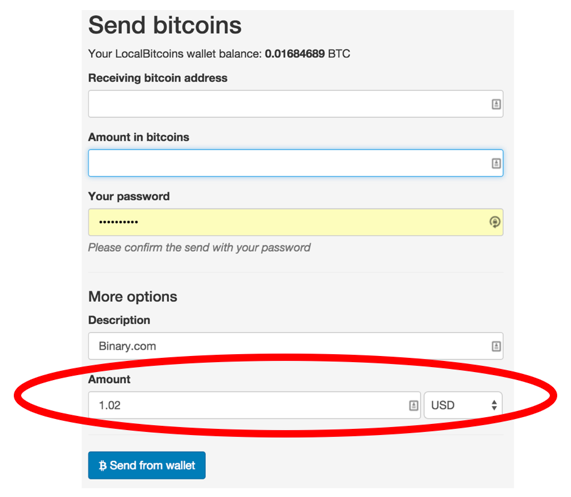 Send bitcoins
Your LocalBitcoins wallet balance: 0.01684689 BTC
Receiving bitcoin address
Amount in bitcoins
Your password
••••••••••
Please confirm the send with your password
More options
Description
Binary.com
Amount
1.02 USD
Send from wallet